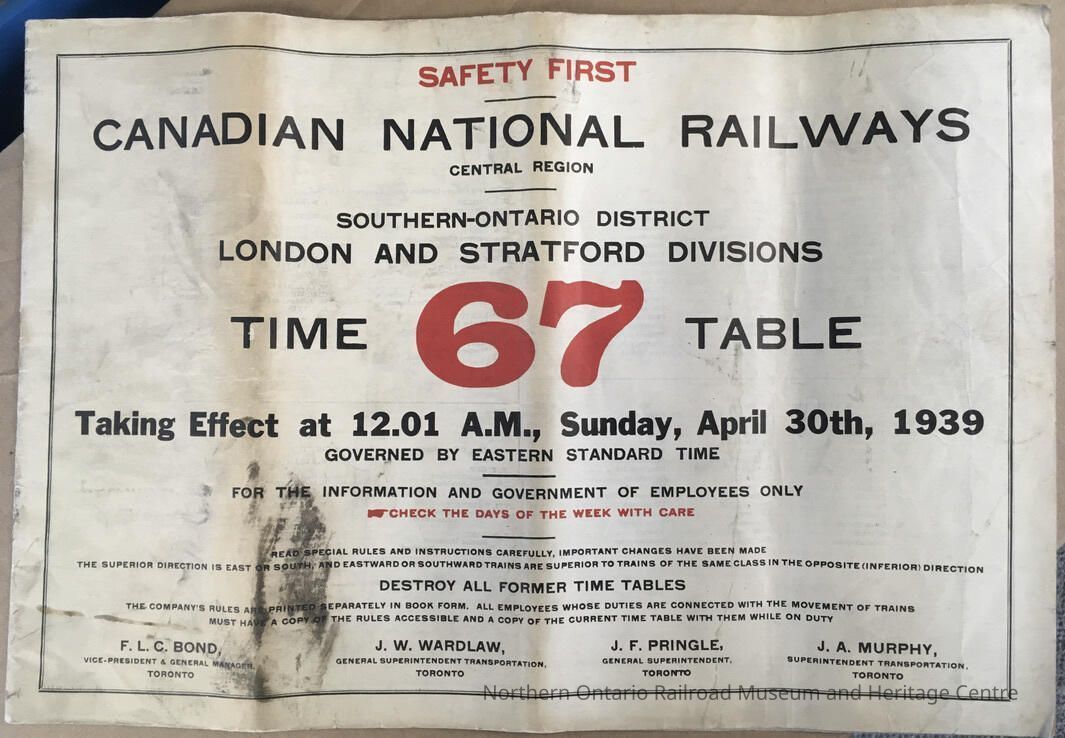 SAFETY FIRST
CANADIAN NATIONAL RAILWAYS
CENTRAL REGION
SOUTHERN-ONTARIO DISTRICT
LONDON AND STRATFORD DIVISIONS
TIME 67 TABLE
Taking Effect at 12.01 A.M., Sunday, April 30th, 1939
GOVERNED BY EASTERN STANDARD TIME
FOR THE INFORMATION AND GOVERNMENT OF EMPLOYEES ONLY
☛CHECK THE DAYS OF THE WEEK WITH CARE
READ SPECIAL RULES AND INSTRUCTIONS CAREFULLY, IMPORTANT CHANGES HAVE BEEN MADE
THE SUPERIOR DIRECTION IS EAST OR SOUTH, AND EASTWARD OR SOUTHWARD TRAINS ARE SUPERIOR TO TRAINS OF THE SAME CLASS IN THE OPPOSITE (INFERIOR) DIRECTION
DESTROY ALL FORMER TIME TABLES
THE COMPANY'S RULES ARE PRINTED SEPARATELY IN BOOK FORM. ALL EMPLOYEES WHOSE DUTIES ARE CONNECTED WITH THE MOVEMENT OF TRAINS
MUST HAVE A COPY OF THE RULES ACCESSIBLE AND A COPY OF THE CURRENT TIME TABLE WITH THEM WHILE ON DUTY
F. L. C. BOND,
VICE-PRESIDENT & GENERAL MANAGER,
TORONTO
J. W. WARDLAW,
GENERAL SUPERINTENDENT TRANSPORTATION,
TORONTO
J. F. PRINGLE,
GENERAL SUPERINTENDENT,
TORONTO
J. A. MURPHY,
SUPERINTENDENT TRANSPORTATION,
TORONTO
Northern Ontario Railroad Museum and Heritage Centre